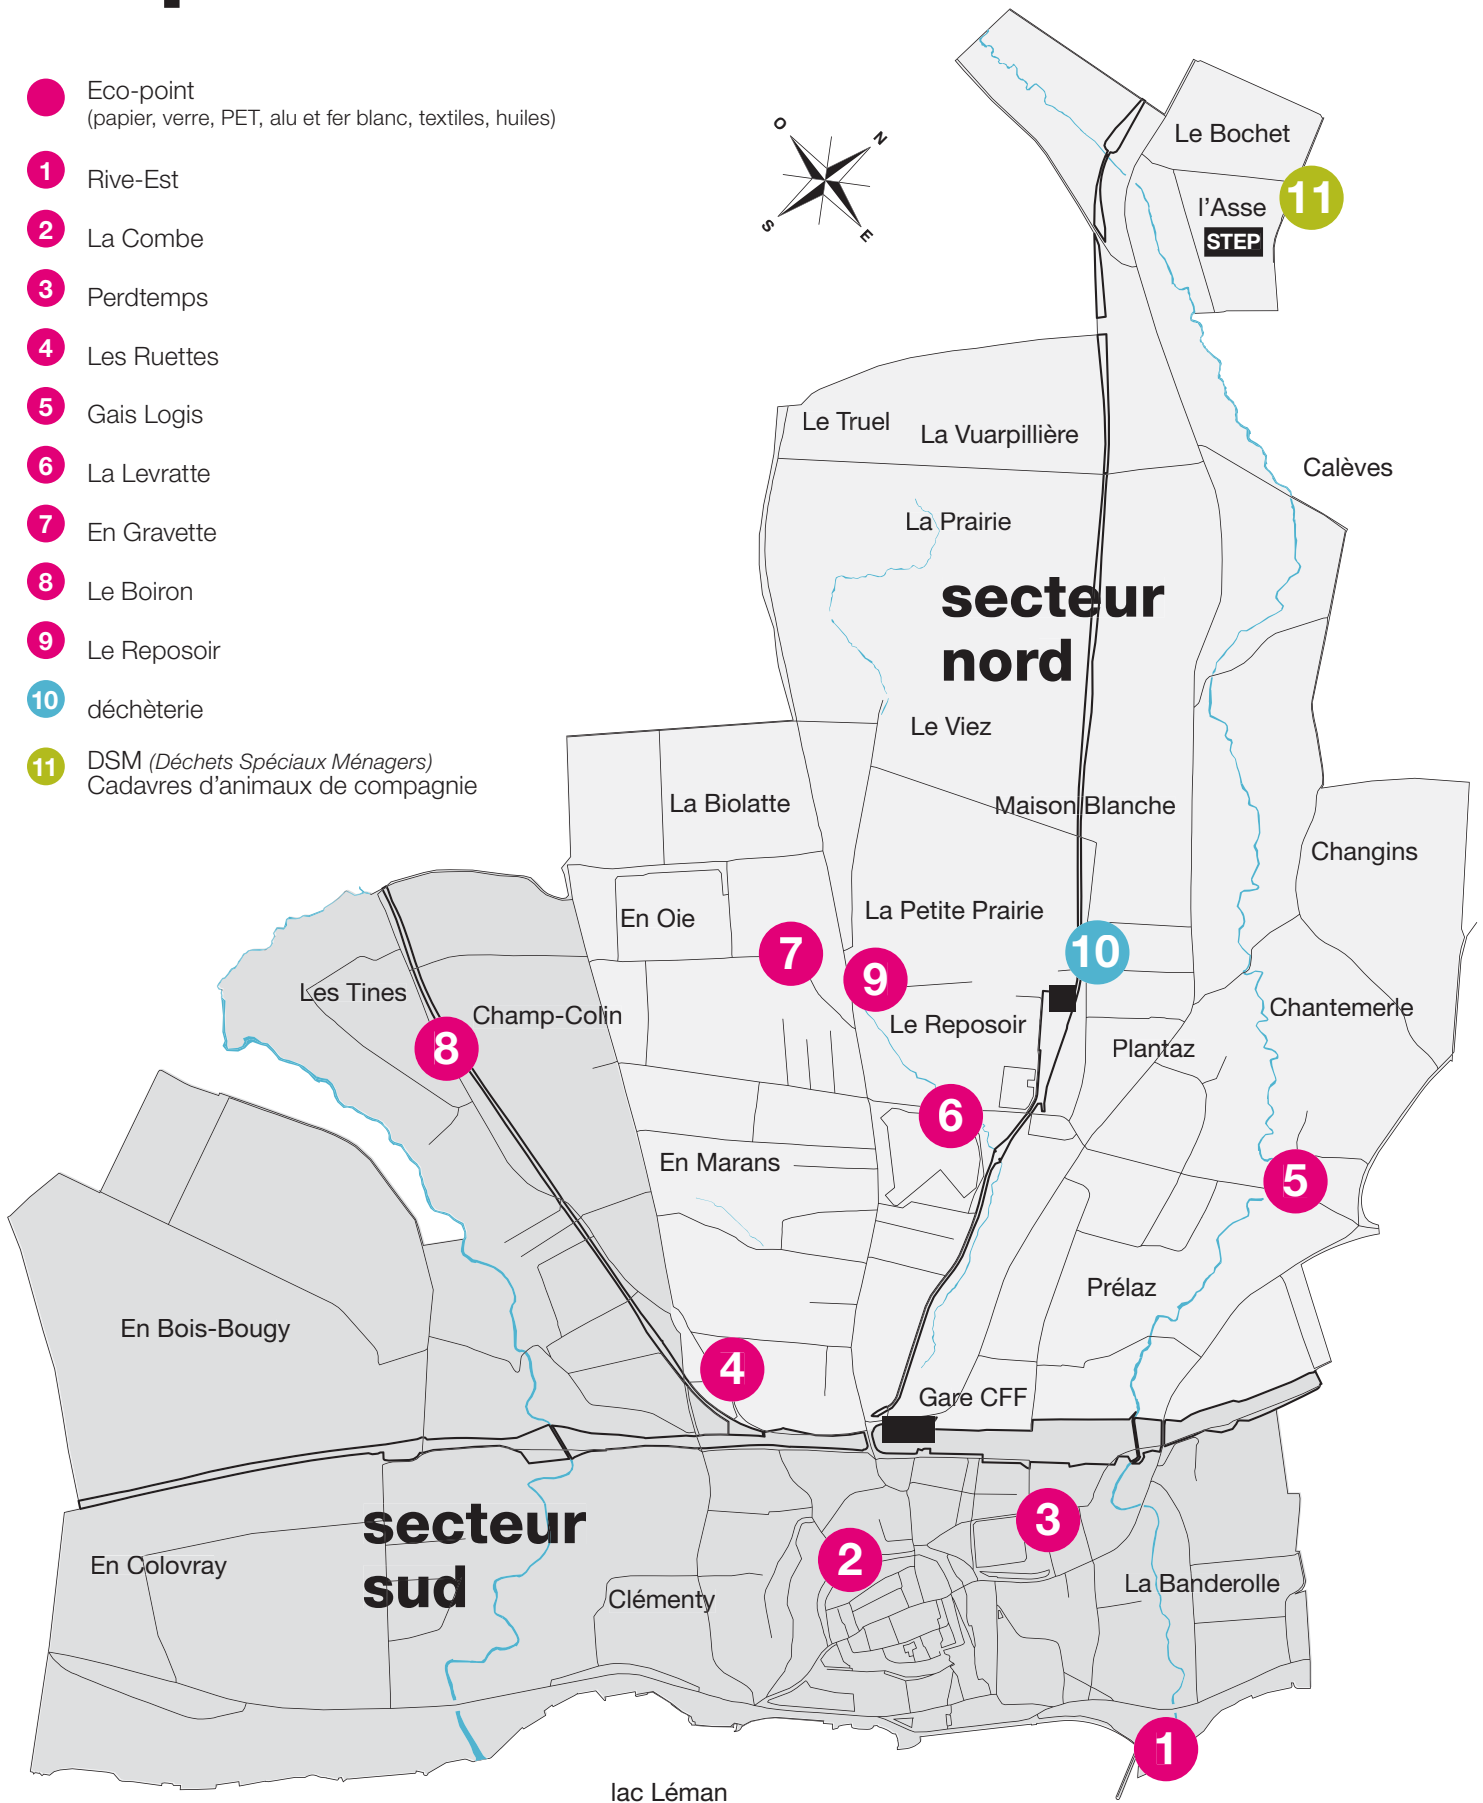 Eco-point
(papier, verre, PET, alu et fer blanc, textiles, huiles)
1 Rive-Est
2 La Combe
3 Perdtemps
4 Les Ruettes
5 Gais Logis
6 La Levratte
7 En Gravette
8 Le Boiron
9 Le Reposoir
10 déchèterie
11 DSM (Déchets Spéciaux Ménagers)
Cadavres d'animaux de compagnie
O
N
S
E
Le Bochet
l'Asse
11
STEP
Le Truel
La Vuarpillière
Calèves
La Prairie
secteur
nord
Le Viez
La Biolatte
Maison Blanche
Changins
En Oie
La Petite Prairie
7
10
9
Les Tines
Champ-Colin
Chantemerle
Le Reposoir
8
Plantaz
6
En Marans
5
Prélaz
En Bois-Bougy
4
Gare CFF
secteur
sud
3
En Colovray
2
La Banderolle
Clémenty
1
lac Léman